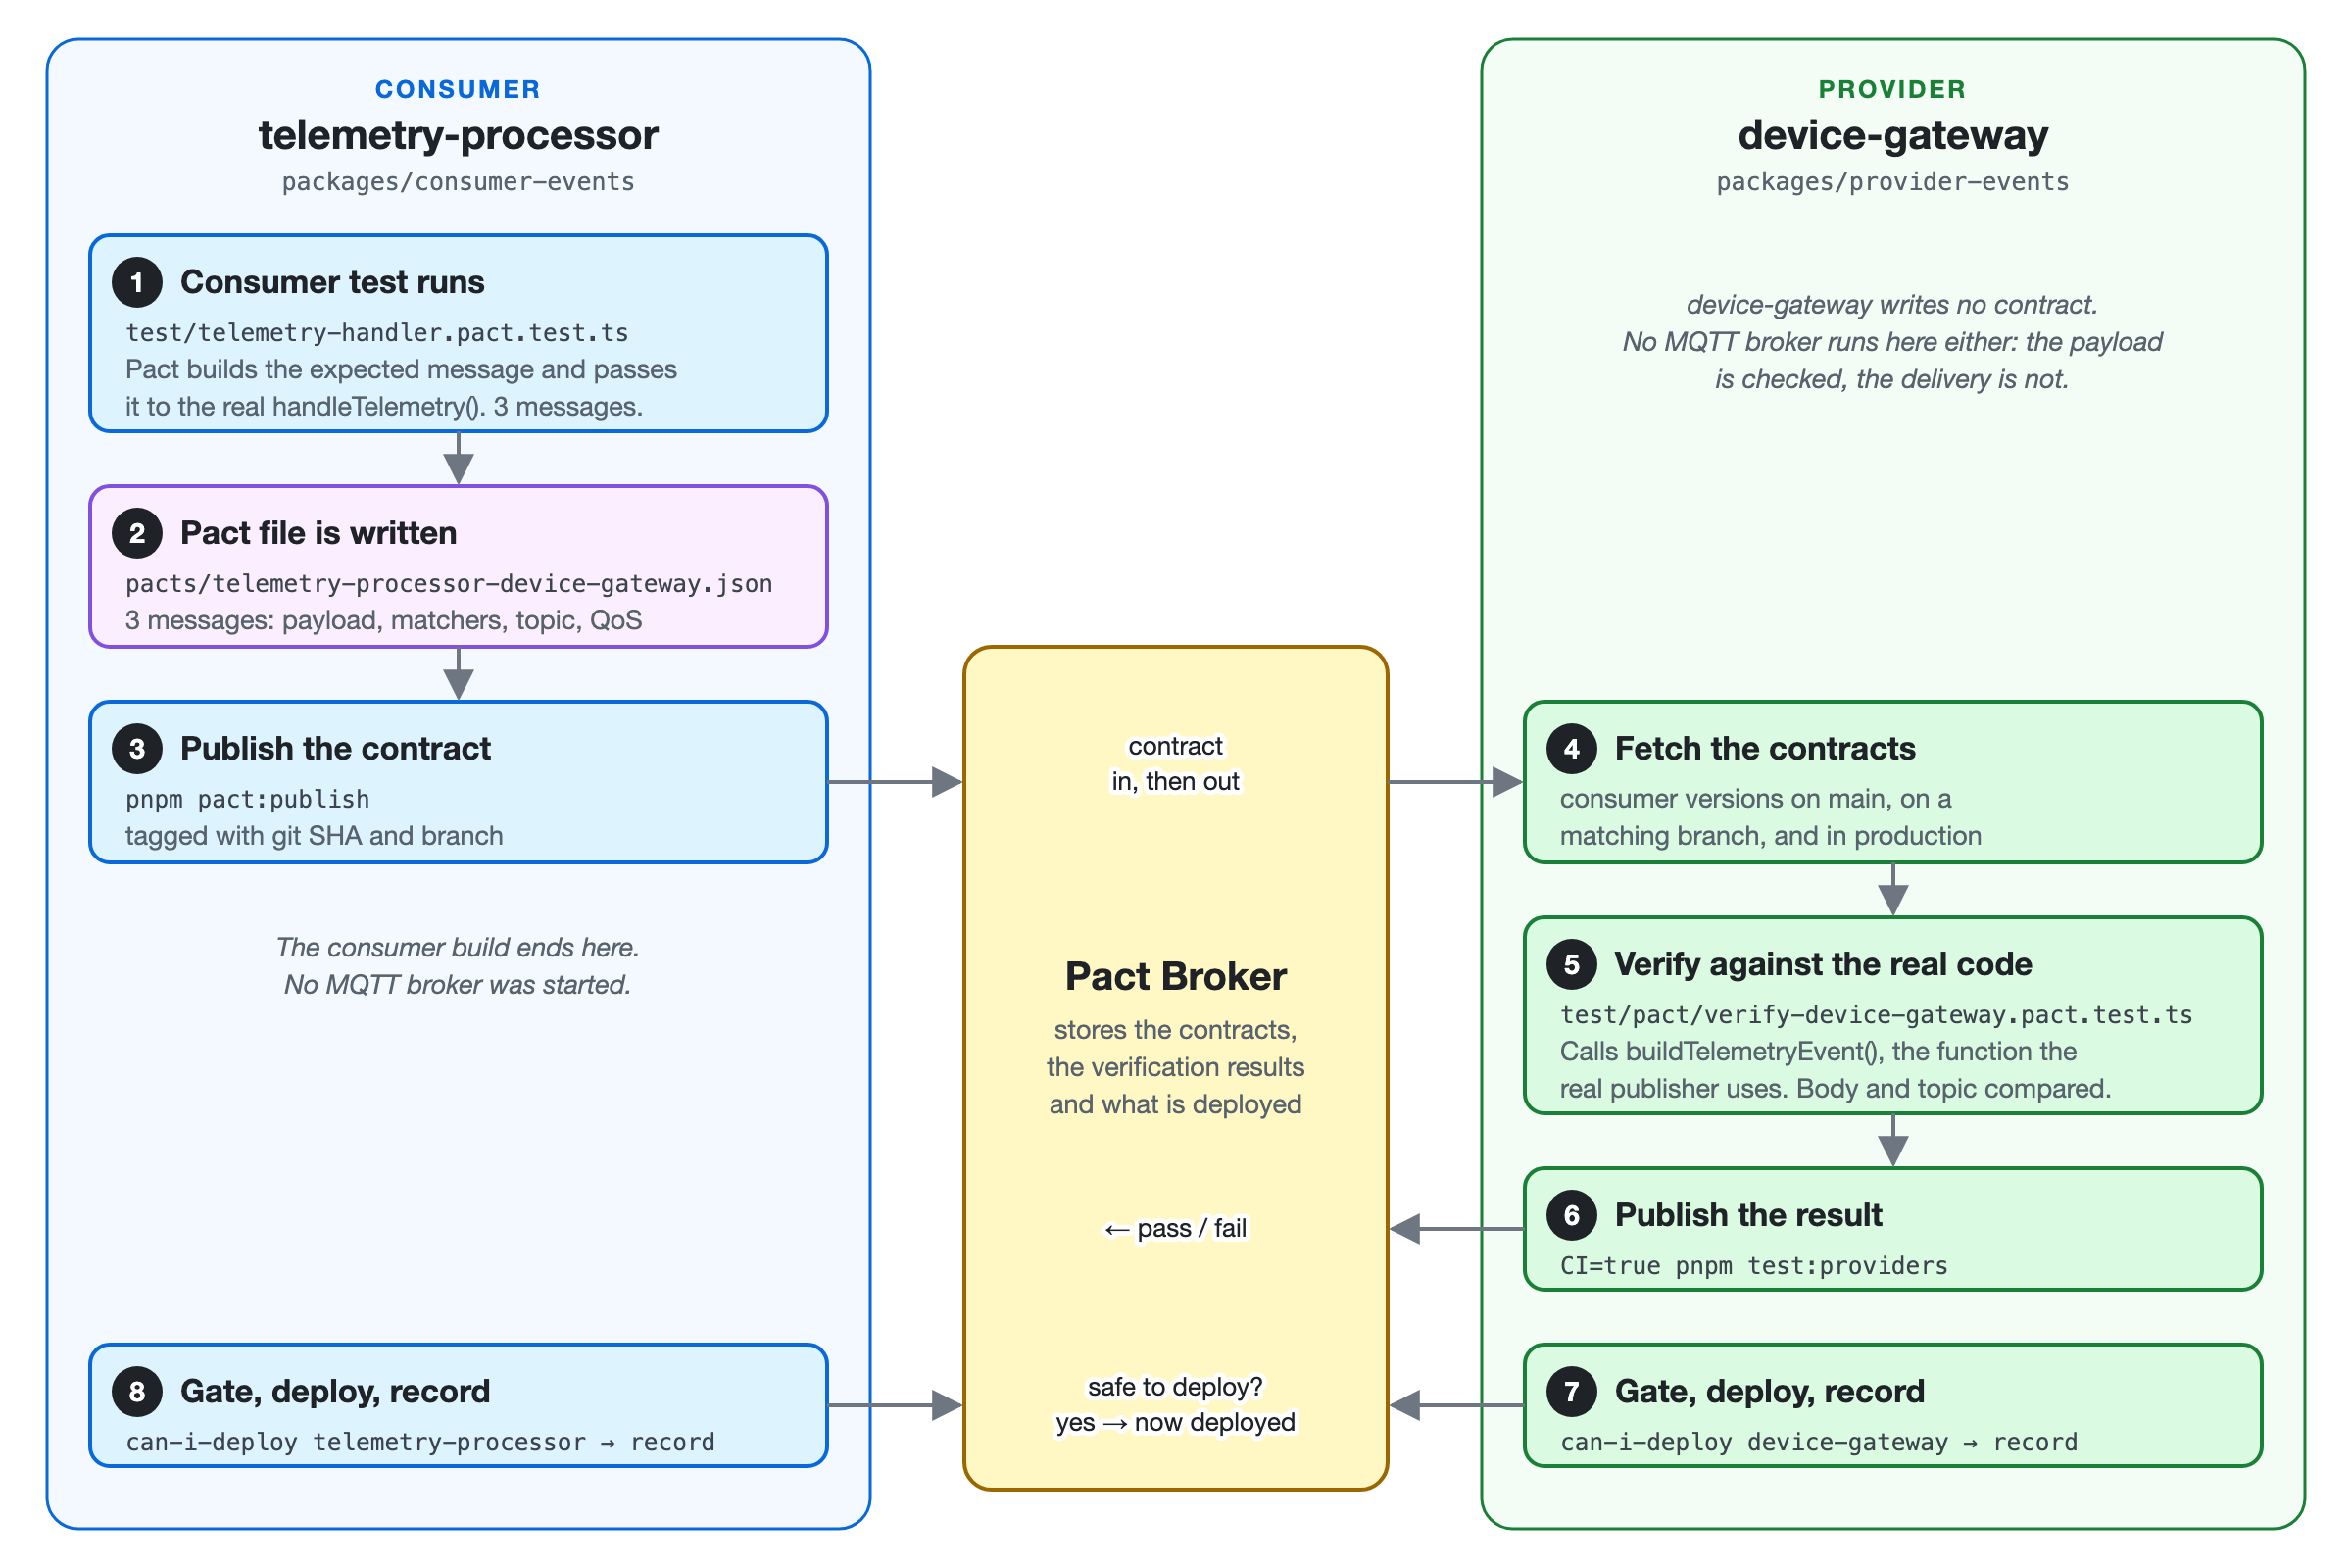 CONSUMER
telemetry-processor
packages/consumer-events
1 Consumer test runs
test/telemetry-handler.pact.test.ts
Pact builds the expected message and passes
it to the real handleTelemetry(). 3 messages.
2 Pact file is written
pacts/telemetry-processor-device-gateway.json
3 messages: payload, matchers, topic, QoS
3 Publish the contract
pnpm pact:publish
tagged with git SHA and branch
The consumer build ends here.
No MQTT broker was started.
8 Gate, deploy, record
can-i-deploy telemetry-processor → record
contract
in, then out
Pact Broker
stores the contracts,
the verification results
and what is deployed
← pass / fail
safe to deploy?
yes → now deployed
PROVIDER
device-gateway
packages/provider-events
device-gateway writes no contract.
No MQTT broker runs here either: the payload
is checked, the delivery is not.
4 Fetch the contracts
consumer versions on main, on a
matching branch, and in production
5 Verify against the real code
test/pact/verify-device-gateway.pact.test.ts
Calls buildTelemetryEvent(), the function the
real publisher uses. Body and topic compared.
6 Publish the result
CI=true pnpm test:providers
7 Gate, deploy, record
can-i-deploy device-gateway → record